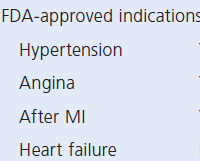 FDA-approved indications
Hypertension
Angina
After MI
Heart failure